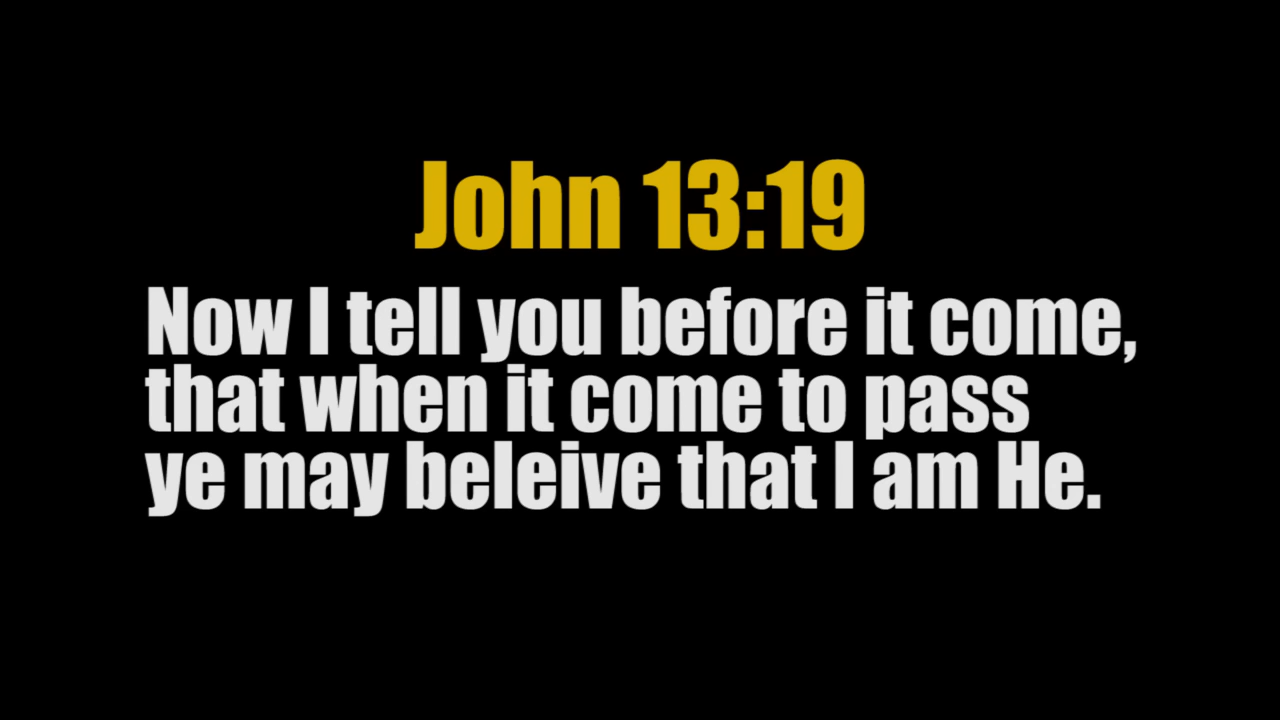 John 13:19
Now I tell you before it come,
that when it come to pass
ye may beleive that I am He.